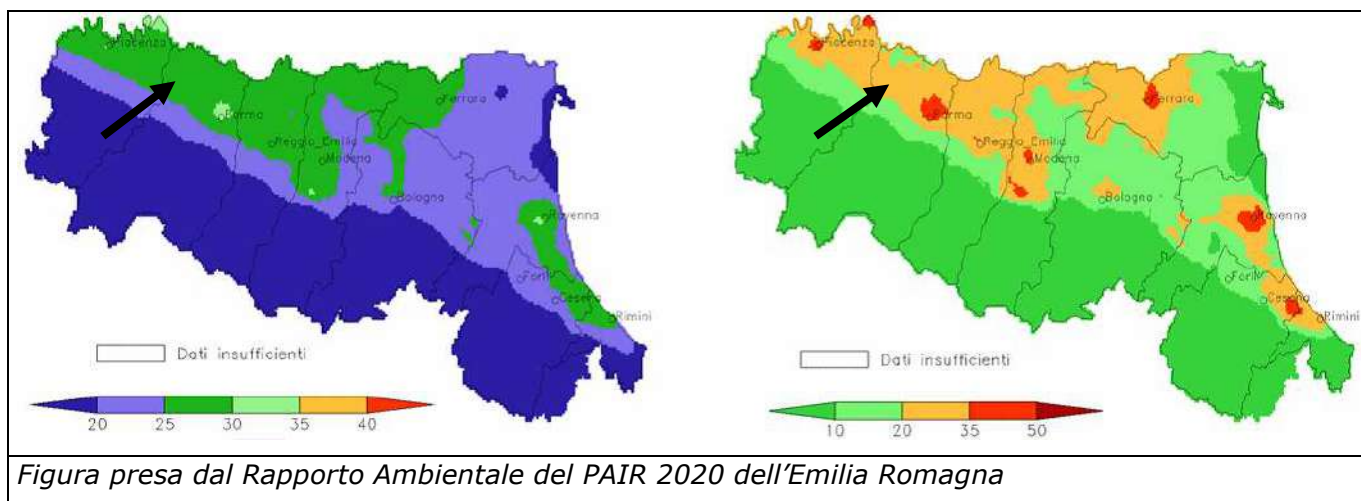 Piacenza
Parma
Reggio_Emilia
Modena
Ferrara
Bologna
Ravenna
Forlì
Cesena
Rimini
Dati insufficienti
20 25 30 35 40
Piacenza
Parma
Reggio_Emilia
Modena
Ferrara
Bologna
Ravenna
Forlì
Cesena
Rimini
Dati insufficienti
10 20 35 50
Figura presa dal Rapporto Ambientale del PAIR 2020 dell’Emilia Romagna